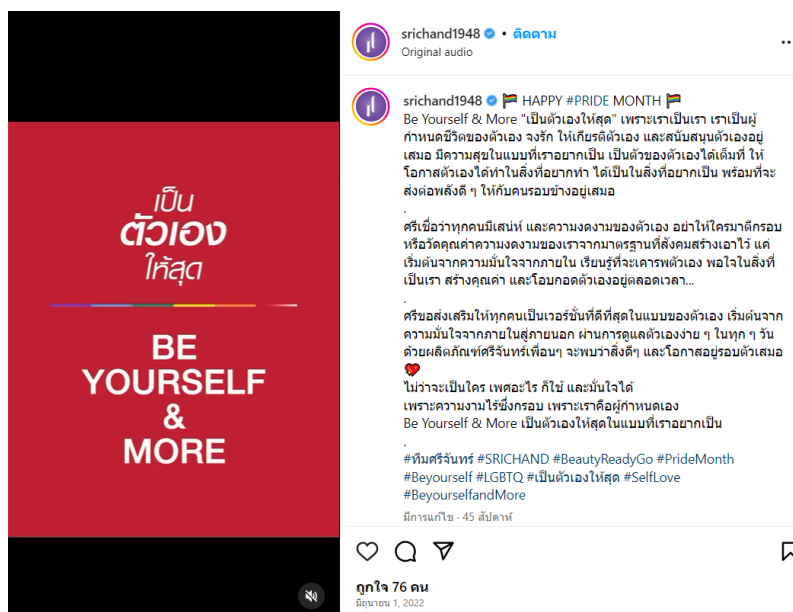 เป็น
ตัวเอง
ให้สุด
BE
YOURSELF
&
MORE
srichand1948 • ติดตาม
Original audio
srichand1948 🏳️‍🌈 HAPPY #PRIDE MONTH 🏳️‍🌈
Be Yourself & More "เป็นตัวเองให้สุด" เพราะเราเป็นเรา เราเป็นผู้
กำหนดชีวิตของตัวเอง จงรัก ให้เกียรติตัวเอง และสนับสนุนตัวเองอยู่
เสมอ มีความสุขในแบบที่เราอยากเป็น เป็นตัวของตัวเองได้เต็มที่ ให้
โอกาสตัวเองได้ทำในสิ่งที่อยากทำ ได้เป็นในสิ่งที่อยากเป็น พร้อมที่จะ
ส่งต่อพลังดี ๆ ให้กับคนรอบข้างอยู่เสมอ
.
ศรีเชื่อว่าทุกคนมีเสน่ห์ และความงดงามของตัวเอง อย่าให้ใครมาตีกรอบ
หรือวัดคุณค่าความงดงามของเราจากมาตรฐานที่สังคมสร้างเอาไว้ แค่
เริ่มต้นจากความมั่นใจจากภายใน เรียนรู้ที่จะเคารพตัวเอง พอใจในสิ่งที่
เป็นเรา สร้างคุณค่า และโอบกอดตัวเองอยู่ตลอดเวลา...
.
ศรีขอส่งเสริมให้ทุกคนเป็นเวอร์ชั่นที่ดีที่สุดในแบบของตัวเอง เริ่มต้นจาก
ความมั่นใจจากภายในสู่ภายนอก ผ่านการดูแลตัวเองง่าย ๆ ในทุก ๆ วัน
ด้วยผลิตภัณฑ์ศรีจันทร์เพื่อนๆ จะพบว่าสิ่งดีๆ และโอกาสอยู่รอบตัวเสมอ
💖
ไม่ว่าจะเป็นใคร เพศอะไร ก็ใช้ และมั่นใจได้
เพราะความงามไร้ซึ่งกรอบ เพราะเราคือผู้กำหนดเอง
Be Yourself & More เป็นตัวเองให้สุดในแบบที่เราอยากเป็น
.
#ทีมศรีจันทร์ #SRICHAND #BeautyReadyGo #PrideMonth
#Beyourself #LGBTQ #เป็นตัวเองให้สุด #SelfLove
#BeyourselfandMore
มีการแก้ไข · 45 สัปดาห์
ถูกใจ 76 คน
มิถุนายน 1, 2022